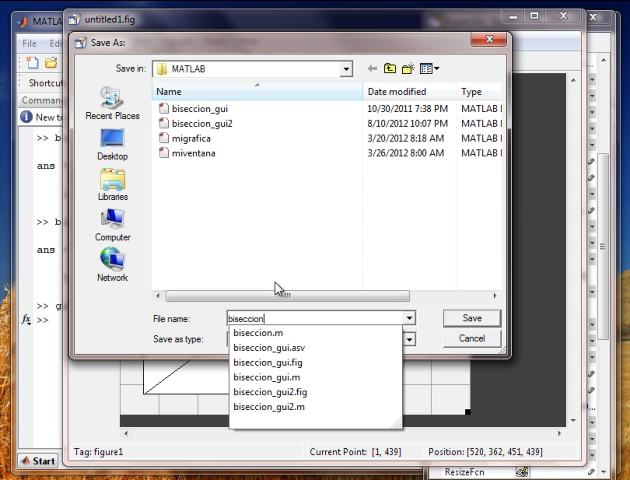 MATLA
untitled1.fig
File Edi
Save As:
Save in: MATLAB
Shortcut
Comman
New to
Name Date modified Type
biseccion_gui 10/30/2011 7:38 PM MATLAB
biseccion_gui2 8/10/2012 10:07 PM MATLAB
migrafica 3/20/2012 8:18 AM MATLAB
miventana 3/26/2012 8:00 AM MATLAB
Recent Places
Desktop
Libraries
Computer
Network
>> b
ans
>> b
ans
>> g
fx >>
File name: biseccion
Save
Save as type:
Cancel
biseccion.m
biseccion_gui.asv
biseccion_gui.fig
biseccion_gui.m
biseccion_gui2.fig
biseccion_gui2.m
Tag: figure1 Current Point: [1, 439] Position: [520, 362, 451, 439]
Start
ResizeFcn